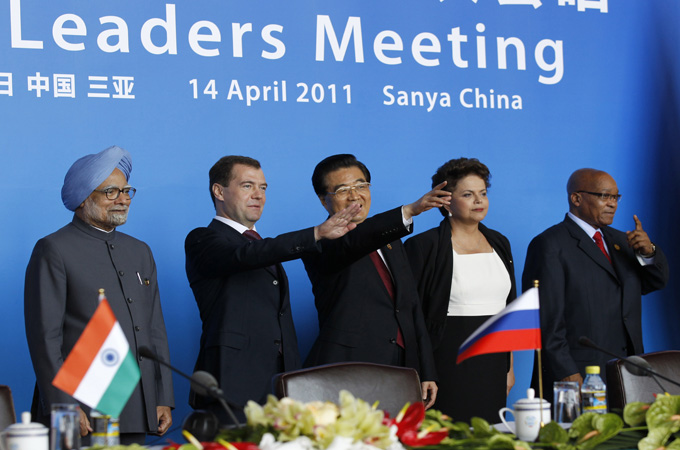 Leaders Meeting
日 中国 三亚 14 April 2011 Sanya China